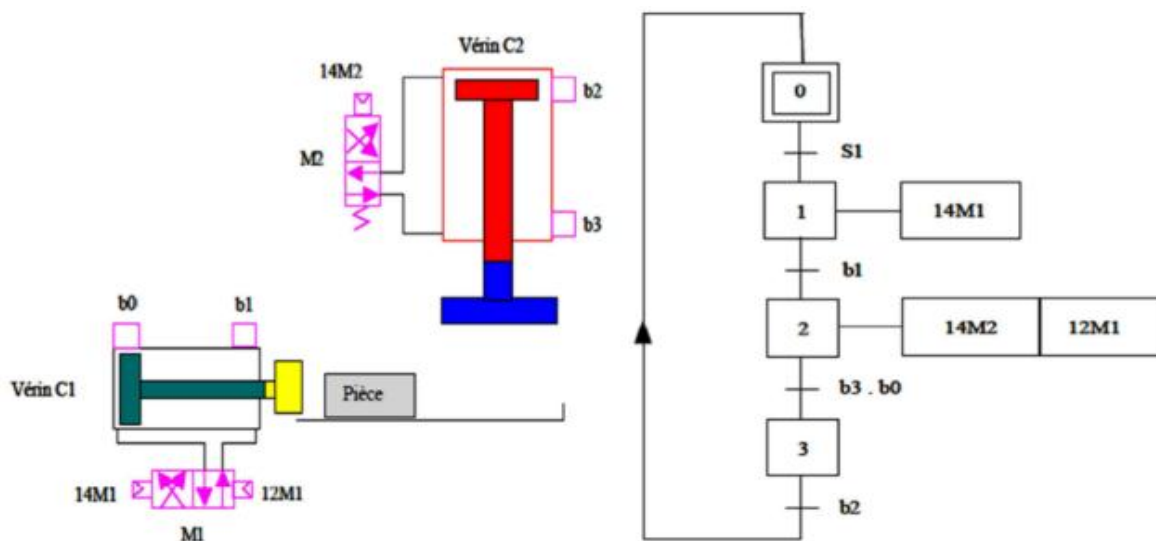 Vérin C2
14M2
b2
M2
b3
b0
b1
Vérin C1
Pièce
14M1
12M1
M1
0
S1
1
14M1
b1
2
14M2
12M1
b3 . b0
3
b2